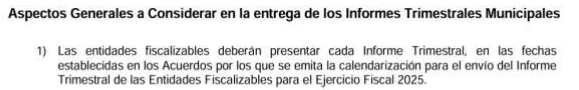 Aspectos Generales a Considerar en la entrega de los Informes Trimestrales Municipales
1) Las entidades fiscalizables deberán presentar cada Informe Trimestral, en las fechas
establecidas en los Acuerdos por los que se emita la calendarización para el envío del Informe
Trimestral de las Entidades Fiscalizables para el Ejercicio Fiscal 2025.